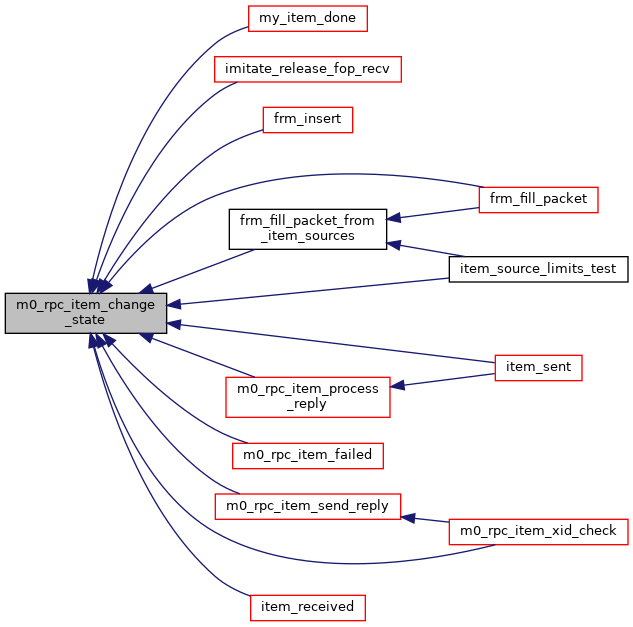 my_item_done
imitate_release_fop_recv
frm_insert
frm_fill_packet
frm_fill_packet_from
_item_sources
item_source_limits_test
m0_rpc_item_change
_state
item_sent
m0_rpc_item_process
_reply
m0_rpc_item_failed
m0_rpc_item_send_reply
m0_rpc_item_xid_check
item_received